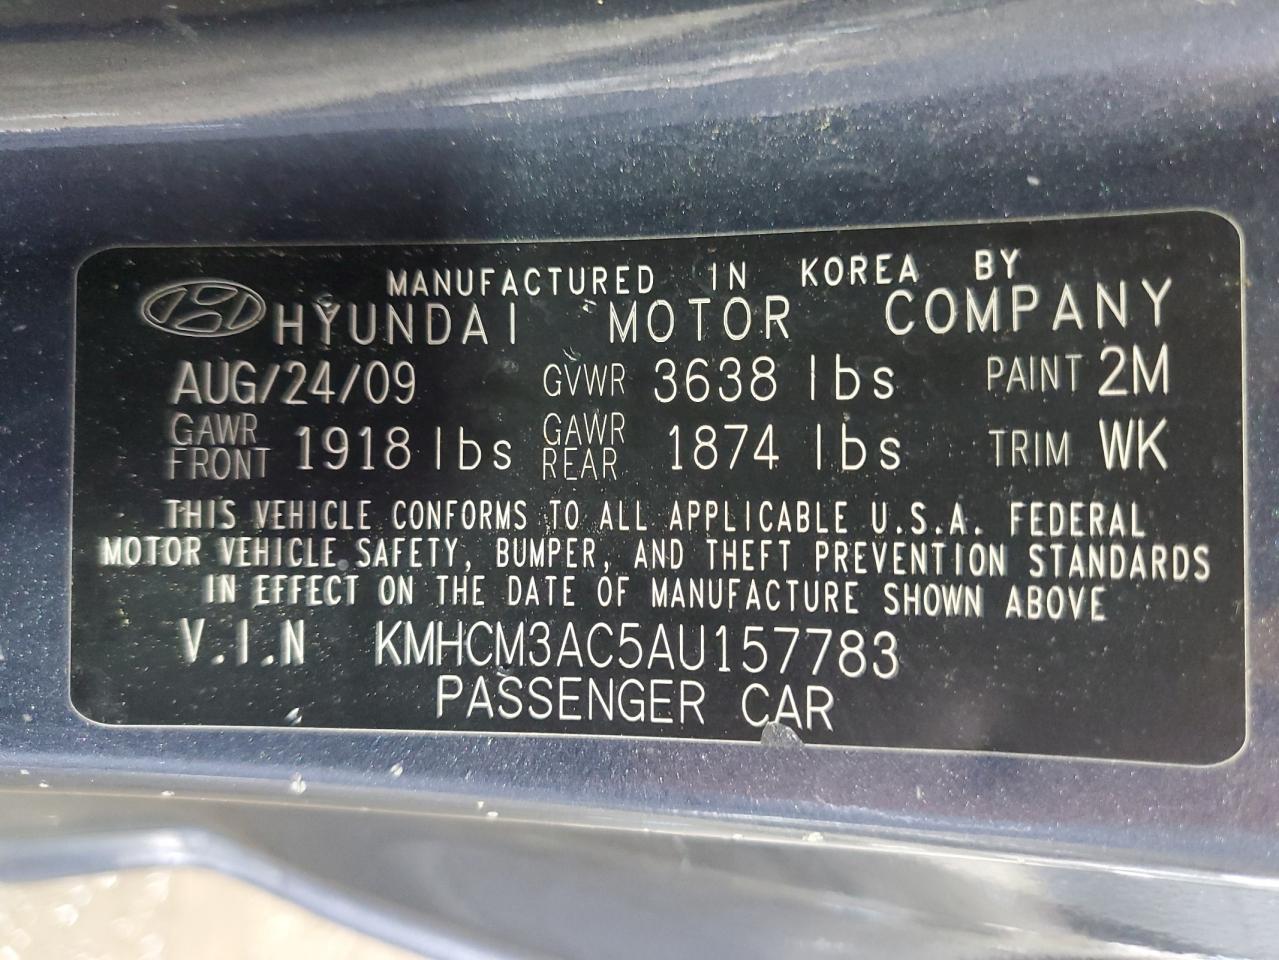 MANUFACTURED IN KOREA BY
HYUNDAI MOTOR COMPANY
AUG/24/09 GVWR 3638 lbs PAINT 2M
GAWR FRONT 1918 lbs GAWR REAR 1874 lbs TRIM WK
THIS VEHICLE CONFORMS TO ALL APPLICABLE U.S.A. FEDERAL
MOTOR VEHICLE SAFETY, BUMPER, AND THEFT PREVENTION STANDARDS
IN EFFECT ON THE DATE OF MANUFACTURE SHOWN ABOVE
V.I.N KMHCM3AC5AU157783
PASSENGER CAR